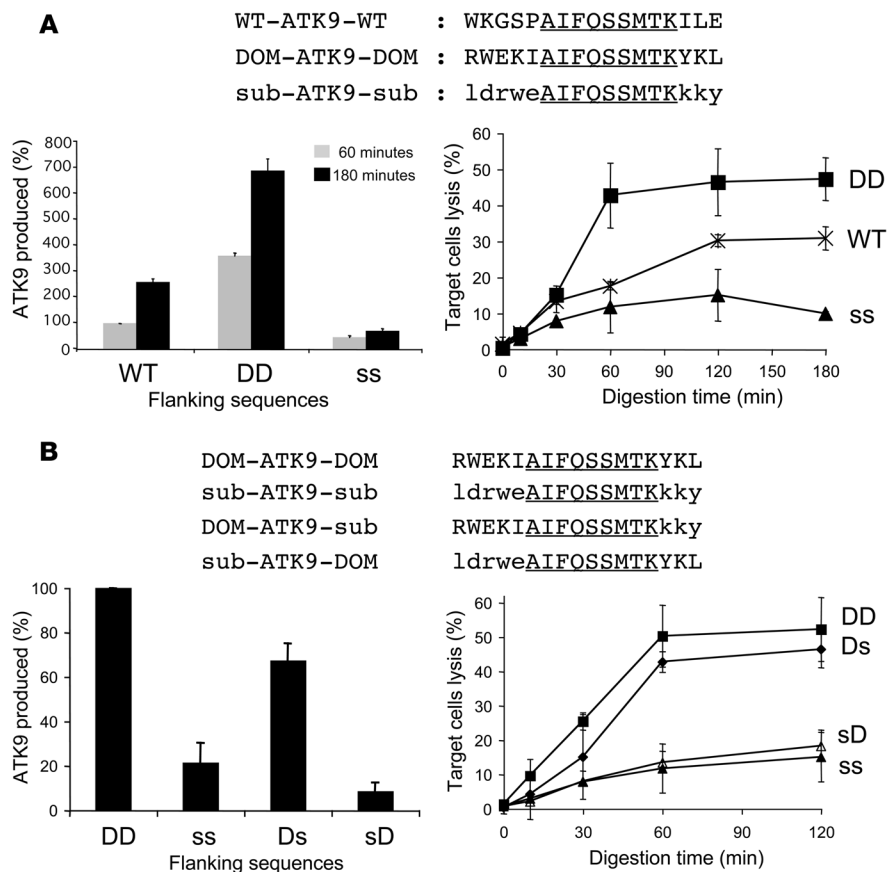 A
WT-ATK9-WT : WKGSPAIFQSSMTKILE
DOM-ATK9-DOM : RWEKIAIFQSSMTKYKL
sub-ATK9-sub : ldrweAIFQSSMTKkky
ATK9 produced (%)
800
700
600
500
400
300
200
100
0
60 minutes
180 minutes
WT DD ss
Flanking sequences
Target cells lysis (%)
60
50
40
30
20
10
0
DD
WT
ss
0 30 60 90 120 150 180
Digestion time (min)
B
DOM-ATK9-DOM RWEKIAIFQSSMTKYKL
sub-ATK9-sub ldrweAIFQSSMTKkky
DOM-ATK9-sub RWEKIAIFQSSMTKkky
sub-ATK9-DOM ldrweAIFQSSMTKYKL
ATK9 produced (%)
100
80
60
40
20
0
DD ss Ds sD
Flanking sequences
Target cells lysis (%)
60
50
40
30
20
10
0
DD
Ds
sD
ss
0 30 60 90 120
Digestion time (min)